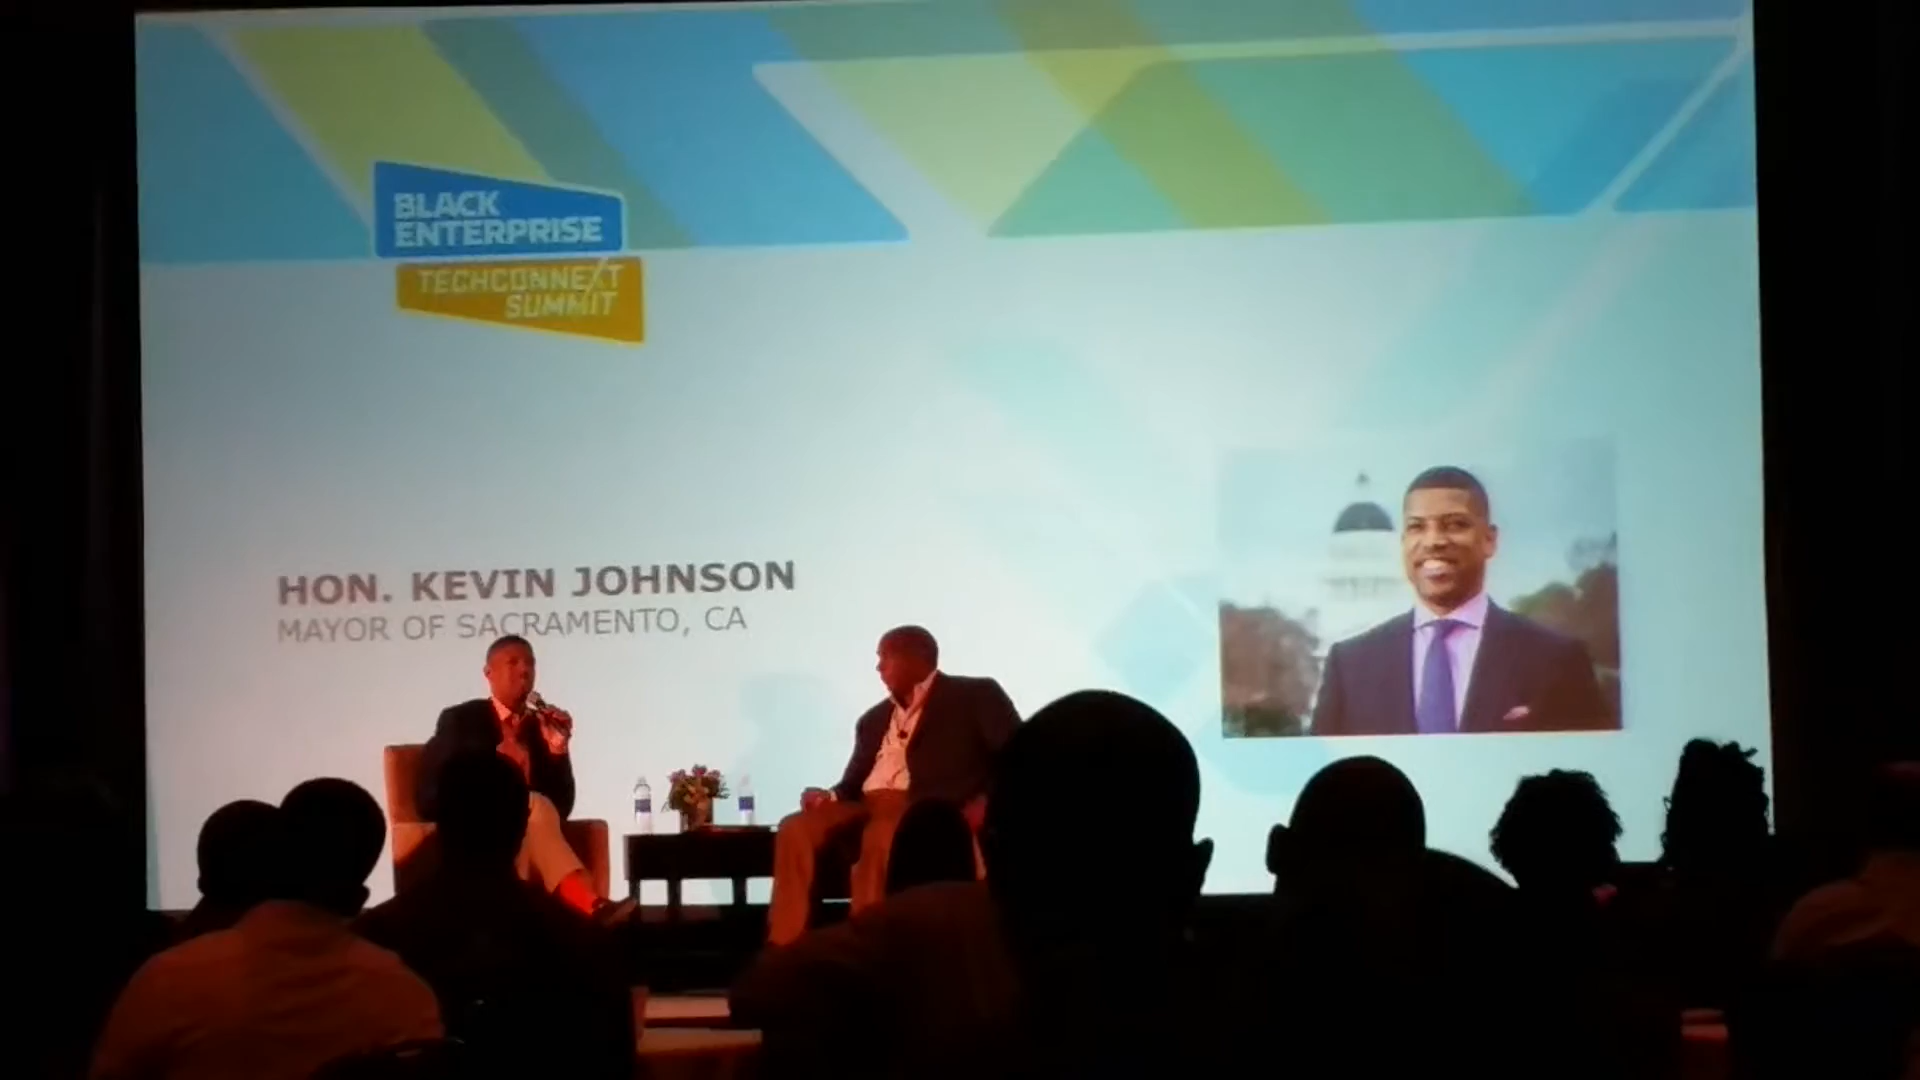 BLACK
ENTERPRISE
TECHCONNEXT
SUMMIT
HON. KEVIN JOHNSON
MAYOR OF SACRAMENTO, CA